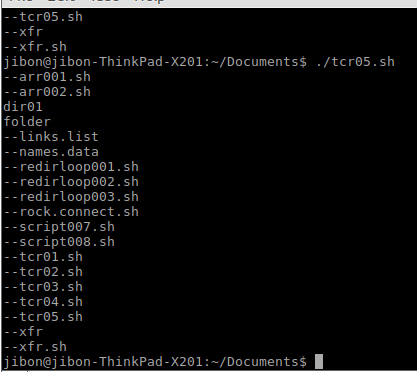 --tcr05.sh
--xfr
--xfr.sh
jibon@jibon-ThinkPad-X201:~/Documents$ ./tcr05.sh
--arr001.sh
--arr002.sh
dir01
folder
--links.list
--names.data
--redirloop001.sh
--redirloop002.sh
--redirloop003.sh
--rock.connect.sh
--script007.sh
--script008.sh
--tcr01.sh
--tcr02.sh
--tcr03.sh
--tcr04.sh
--tcr05.sh
--xfr
--xfr.sh
jibon@jibon-ThinkPad-X201:~/Documents$